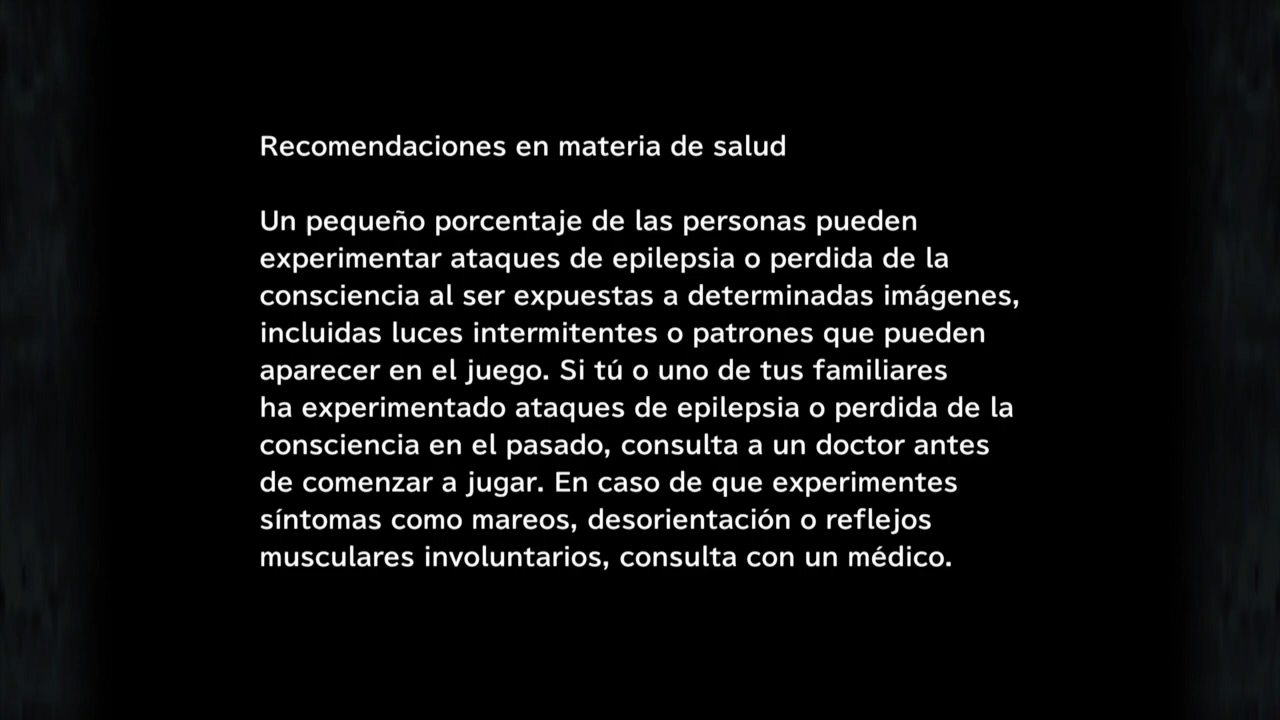 Recomendaciones en materia de salud
Un pequeño porcentaje de las personas pueden
experimentar ataques de epilepsia o perdida de la
consciencia al ser expuestas a determinadas imágenes,
incluidas luces intermitentes o patrones que pueden
aparecer en el juego. Si tú o uno de tus familiares
ha experimentado ataques de epilepsia o perdida de la
consciencia en el pasado, consulta a un doctor antes
de comenzar a jugar. En caso de que experimentes
síntomas como mareos, desorientación o reflejos
musculares involuntarios, consulta con un médico.